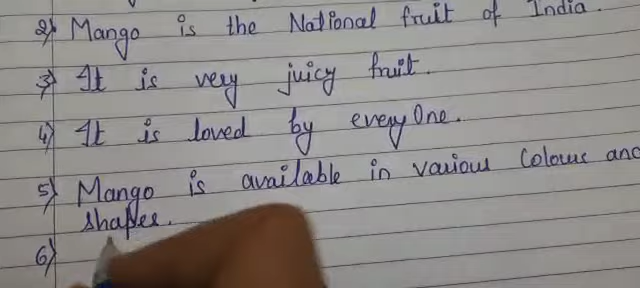 2) Mango is the National fruit of India.
3) It is very juicy fruit.
4) It is loved by everyOne.
5) Mango is available in various Colours and
shapes.
6)